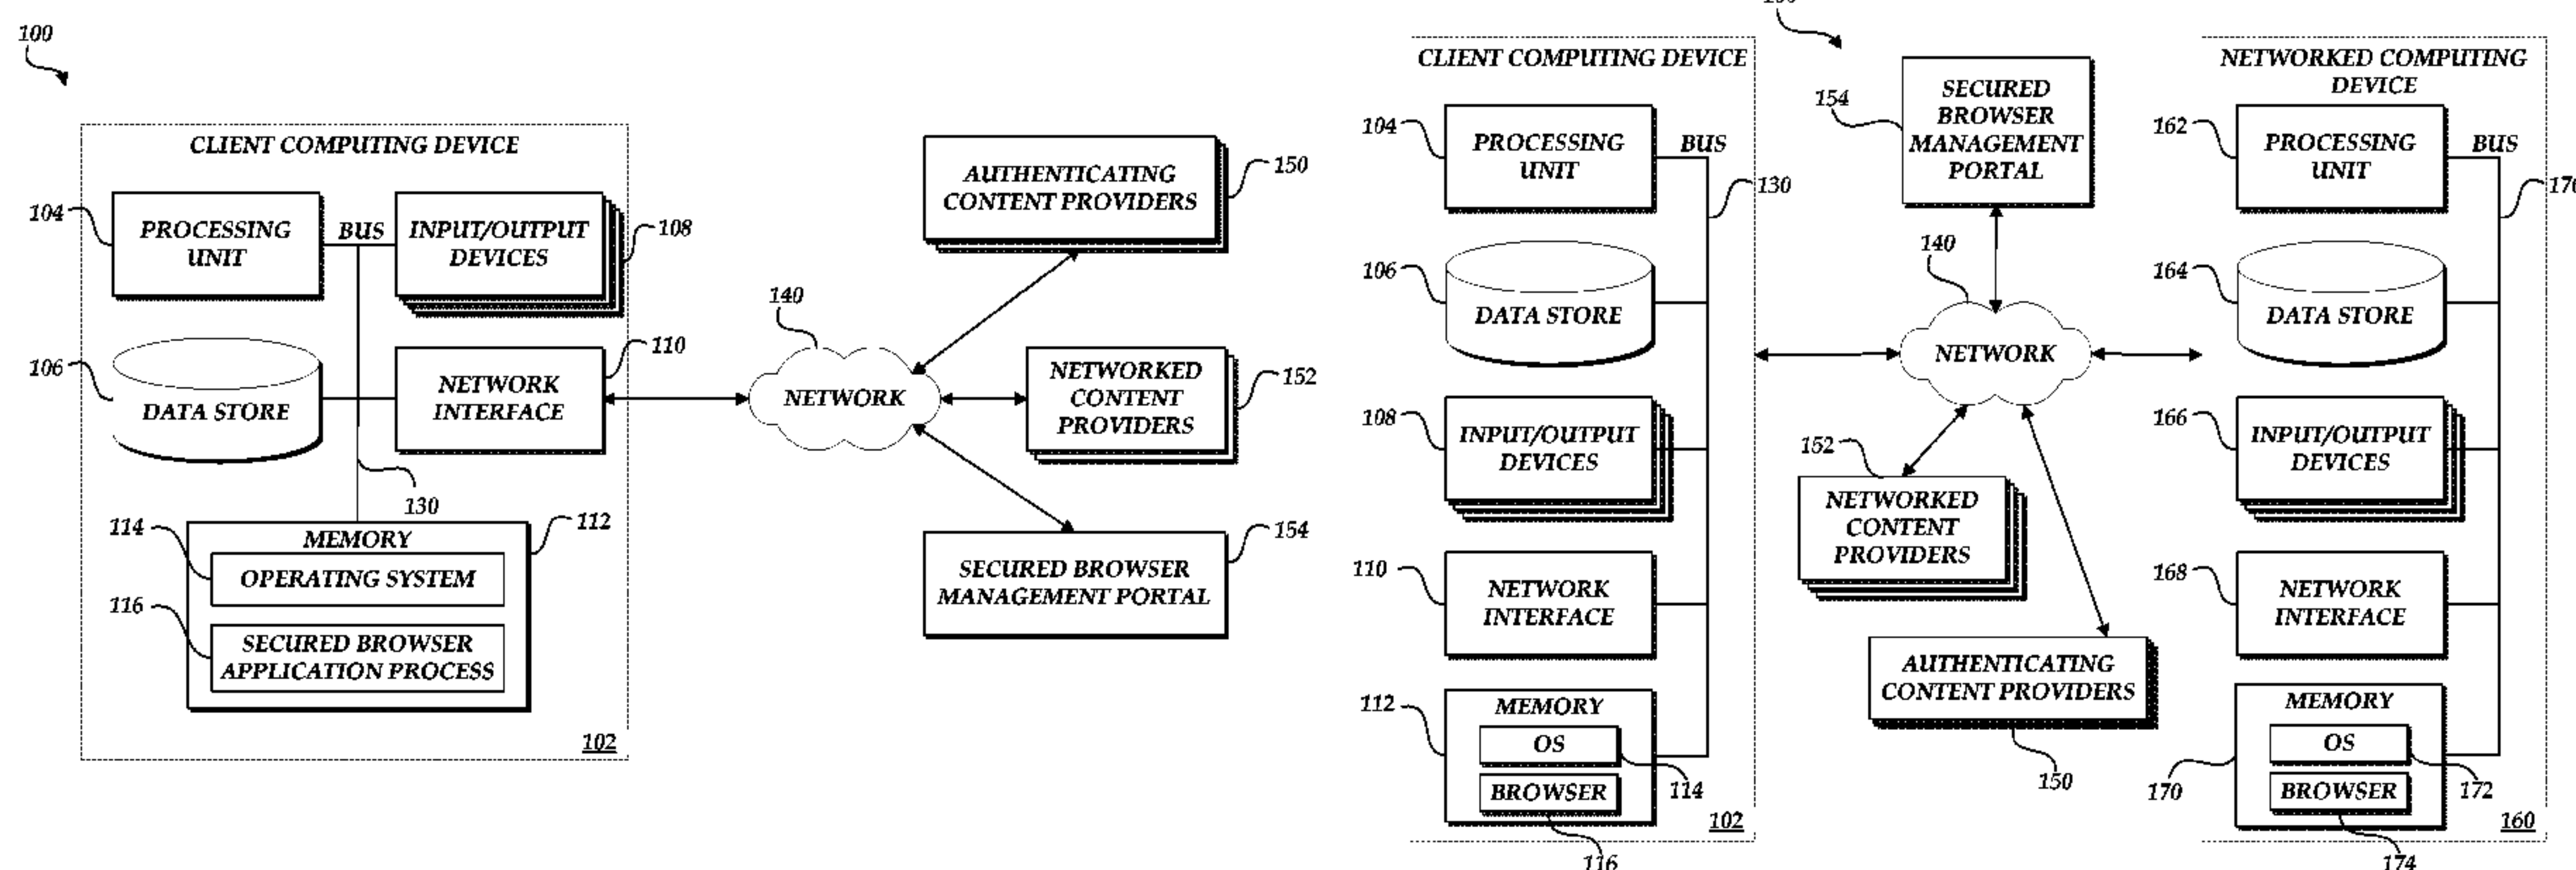 100
CLIENT COMPUTING DEVICE
104
PROCESSING
UNIT
BUS
INPUT/OUTPUT
DEVICES
108
106
DATA STORE
NETWORK
INTERFACE
110
130
114
MEMORY
112
OPERATING SYSTEM
116
SECURED BROWSER
APPLICATION PROCESS
102
140
NETWORK
AUTHENTICATING
CONTENT PROVIDERS
150
NETWORKED
CONTENT
PROVIDERS
152
SECURED BROWSER
MANAGEMENT PORTAL
154
CLIENT COMPUTING DEVICE
104
PROCESSING
UNIT
BUS
130
106
DATA STORE
108
INPUT/OUTPUT
DEVICES
110
NETWORK
INTERFACE
112
MEMORY
OS
114
BROWSER
116
102
154
SECURED
BROWSER
MANAGEMENT
PORTAL
140
NETWORK
152
NETWORKED
CONTENT
PROVIDERS
AUTHENTICATING
CONTENT PROVIDERS
150
NETWORKED COMPUTING
DEVICE
162
PROCESSING
UNIT
BUS
170
164
DATA STORE
166
INPUT/OUTPUT
DEVICES
168
NETWORK
INTERFACE
170
MEMORY
OS
172
BROWSER
174
160